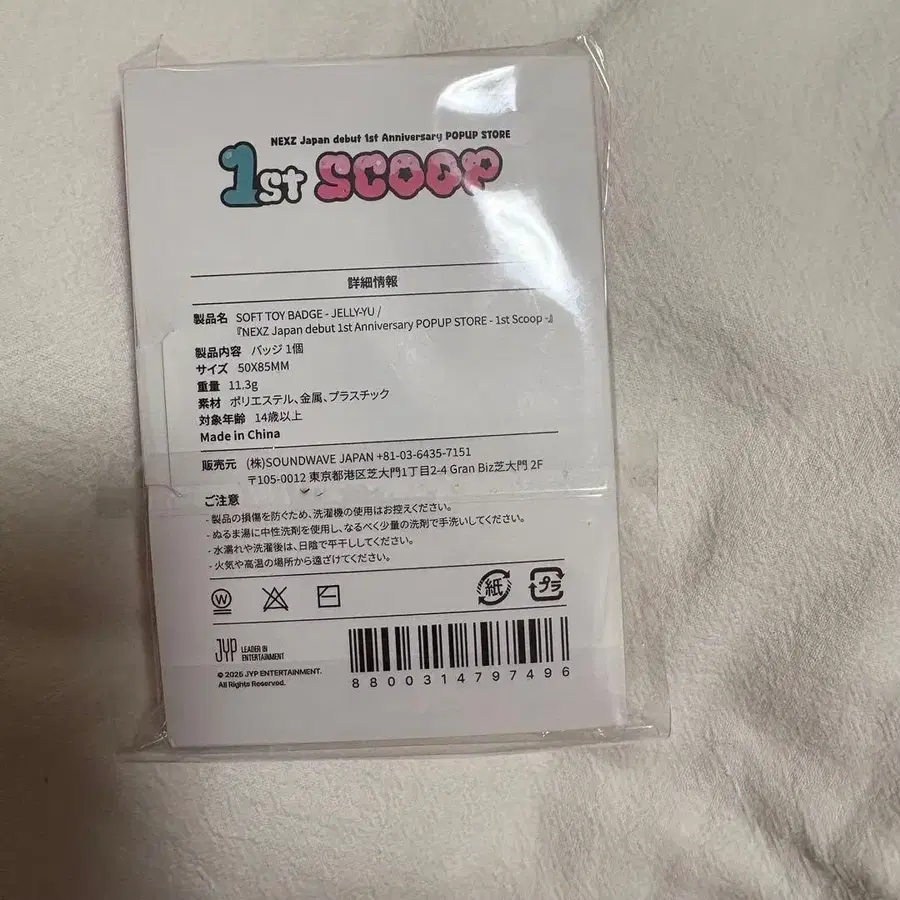 NEXZ Japan debut 1st Anniversary POPUP STORE
1st SCOOP
詳細情報
製品名 SOFT TOY BADGE - JELLY-YU /
『NEXZ Japan debut 1st Anniversary POPUP STORE - 1st Scoop -』
製品内容 バッジ 1個
サイズ 50X85MM
重量 11.3g
素材 ポリエステル、金属、プラスチック
対象年齢 14歳以上
Made in China
販売元 (株)SOUNDWAVE JAPAN +81-03-6435-7151
〒105-0012 東京都港区芝大門1丁目2-4 Gran Biz芝大門 2F
ご注意
- 製品の損傷を防ぐため、洗濯機の使用はお控えください。
- ぬるま湯に中性洗剤を使用し、なるべく少量の洗剤で手洗いしてください。
- 水濡れや洗濯後は、日陰で平干ししてください。
- 火気や高温の場所から遠ざけてください。
W
紙
プラ
JYP LEADER IN
ENTERTAINMENT
© 2025 JYP ENTERTAINMENT.
All Rights Reserved.
8800314797496